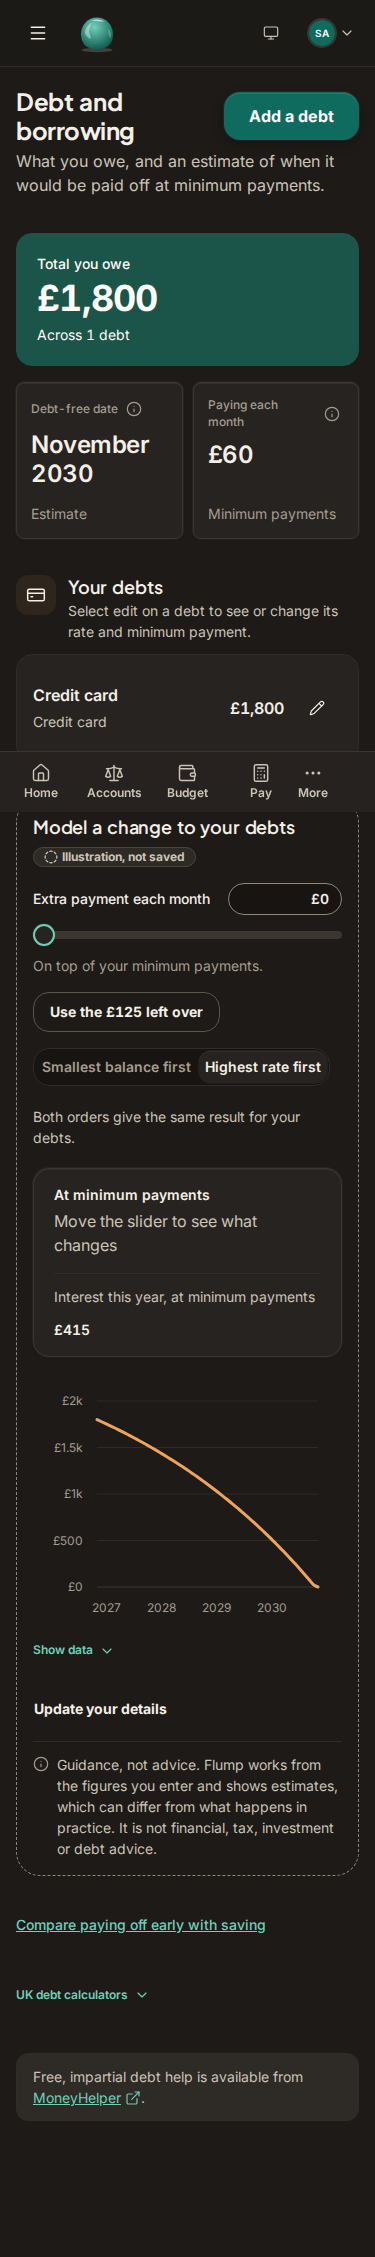 SA
Debt and
borrowing
Add a debt
What you owe, and an estimate of when it
would be paid off at minimum payments.
Total you owe
£1,800
Across 1 debt
Debt-free date
November
2030
Estimate
Paying each
month
£60
Minimum payments
Your debts
Select edit on a debt to see or change its
rate and minimum payment.
Credit card
Credit card
£1,800
Home
Accounts
Budget
Pay
More
Model a change to your debts
Illustration, not saved
Extra payment each month
£0
On top of your minimum payments.
Use the £125 left over
Smallest balance first
Highest rate first
Both orders give the same result for your
debts.
At minimum payments
Move the slider to see what
changes
Interest this year, at minimum payments
£415
£2k
£1.5k
£1k
£500
£0
2027 2028 2029 2030
Show data
Update your details
Guidance, not advice. Flump works from
the figures you enter and shows estimates,
which can differ from what happens in
practice. It is not financial, tax, investment
or debt advice.
Compare paying off early with saving
UK debt calculators
Free, impartial debt help is available from
MoneyHelper.